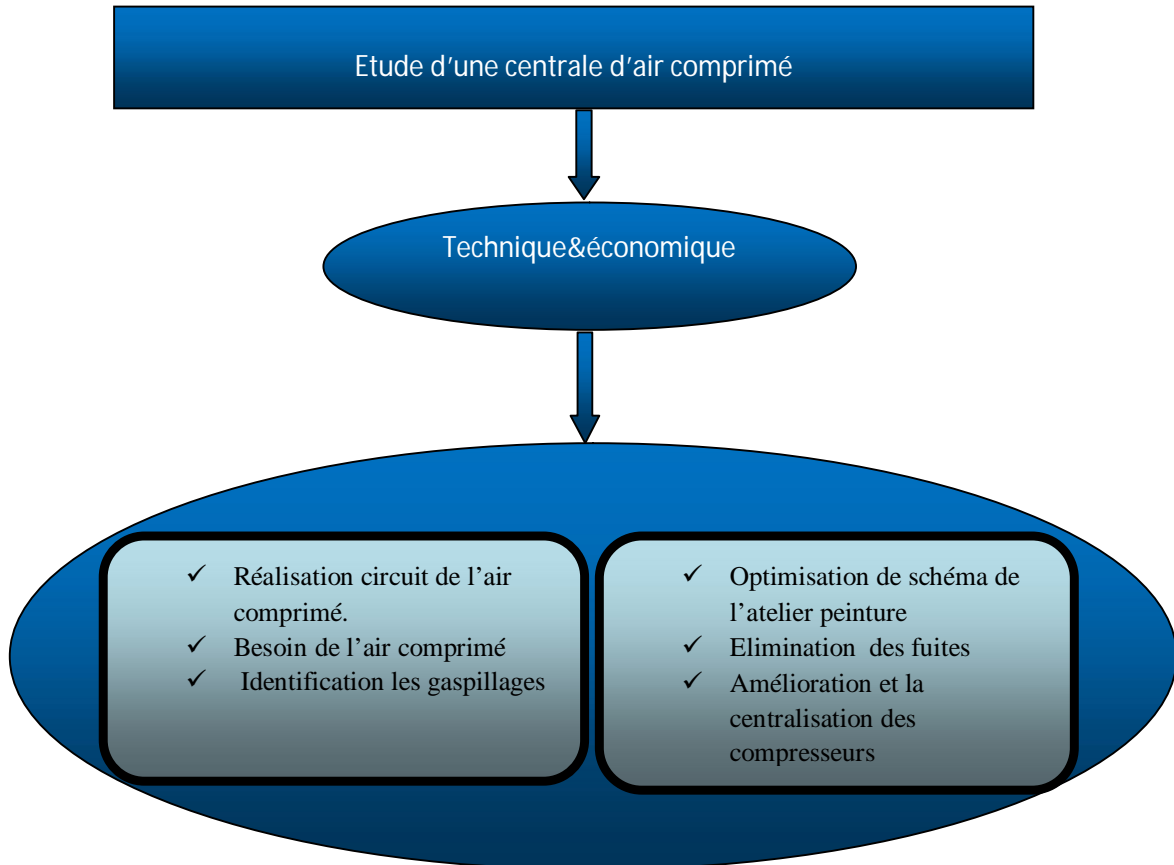 Etude d'une centrale d'air comprimé
Technique&économique
✓ Réalisation circuit de l'air
comprimé.
✓ Besoin de l'air comprimé
✓ Identification les gaspillages
✓ Optimisation de schéma de
l'atelier peinture
✓ Elimination des fuites
✓ Amélioration et la
centralisation des
compresseurs